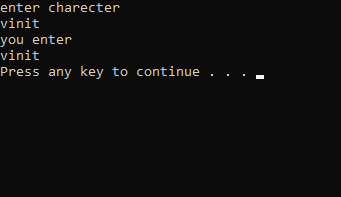 enter charecter
vinit
you enter
vinit
Press any key to continue . . .